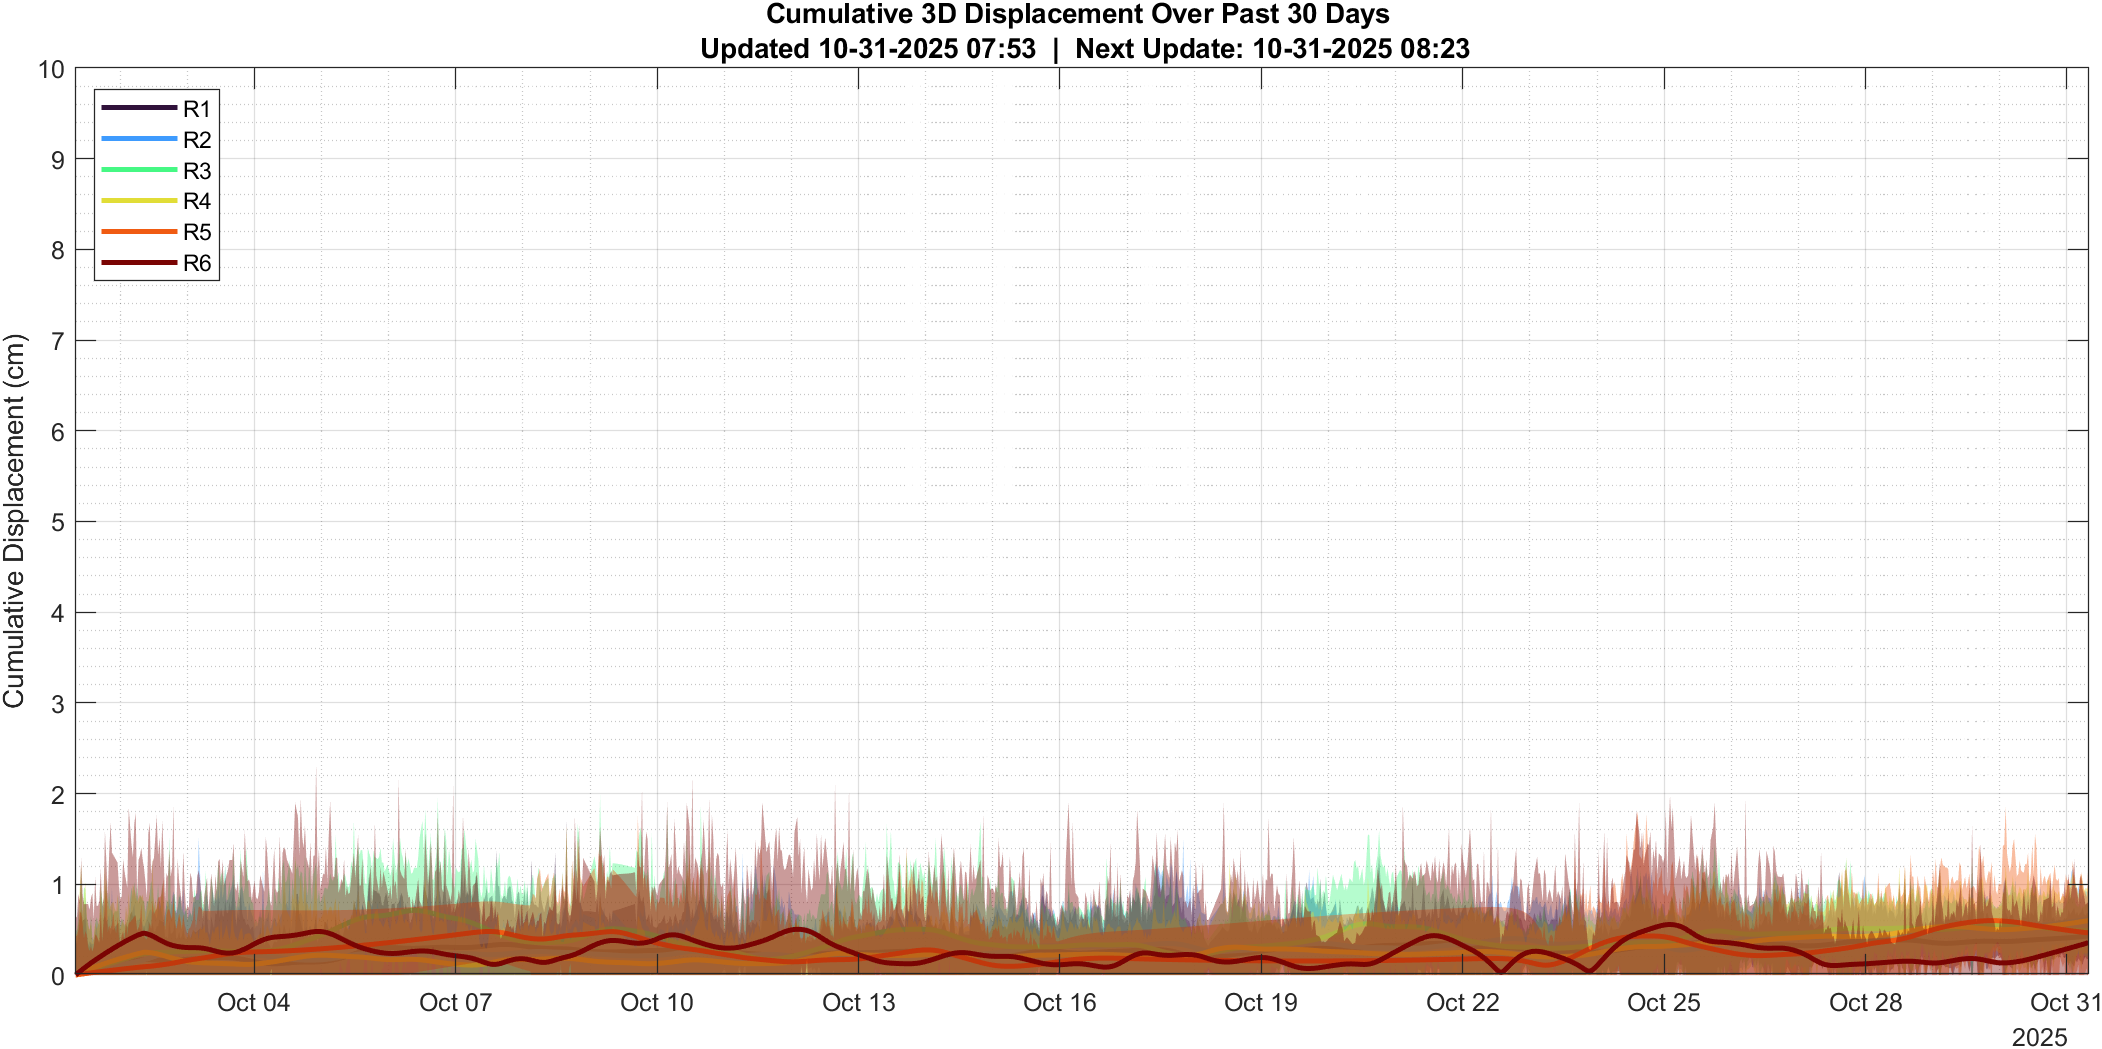 Cumulative 3D Displacement Over Past 30 Days
Updated 10-31-2025 07:53 | Next Update: 10-31-2025 08:23
Cumulative Displacement (cm)
10
9
8
7
6
5
4
3
2
1
0
R1
R2
R3
R4
R5
R6
Oct 04 Oct 07 Oct 10 Oct 13 Oct 16 Oct 19 Oct 22 Oct 25 Oct 28 Oct 31
2025